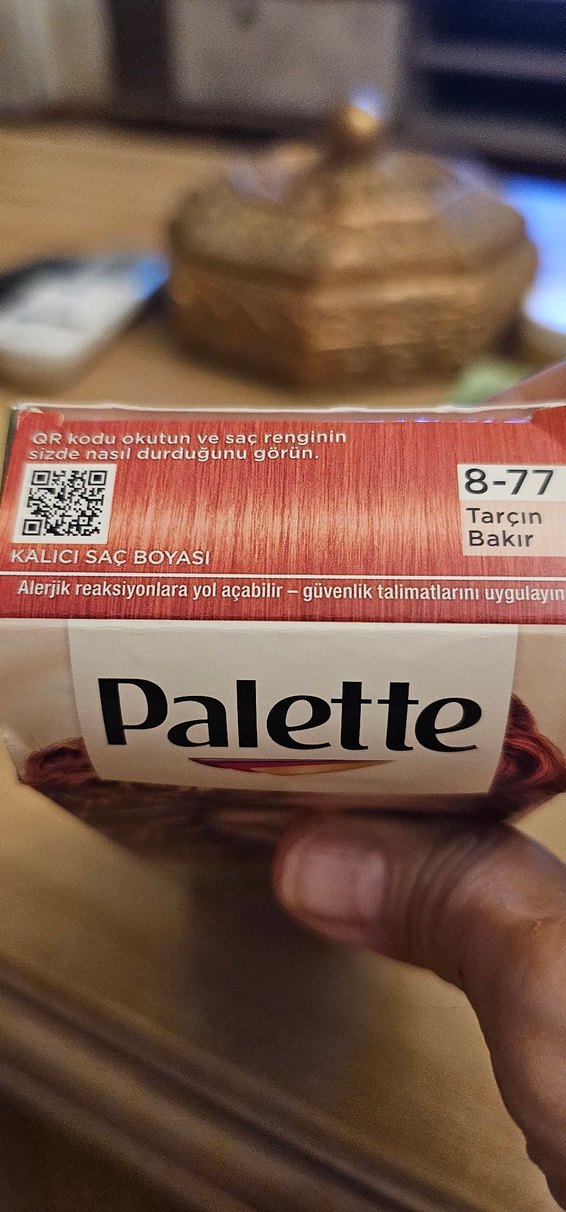 QR kodu okutun ve saç renginin
sizde nasıl durduğunu görün.
8-77
Tarçın
Bakır
KALICI SAÇ BOYASI
Alerjik reaksiyonlara yol açabilir – güvenlik talimatlarını uygulayın
Palette